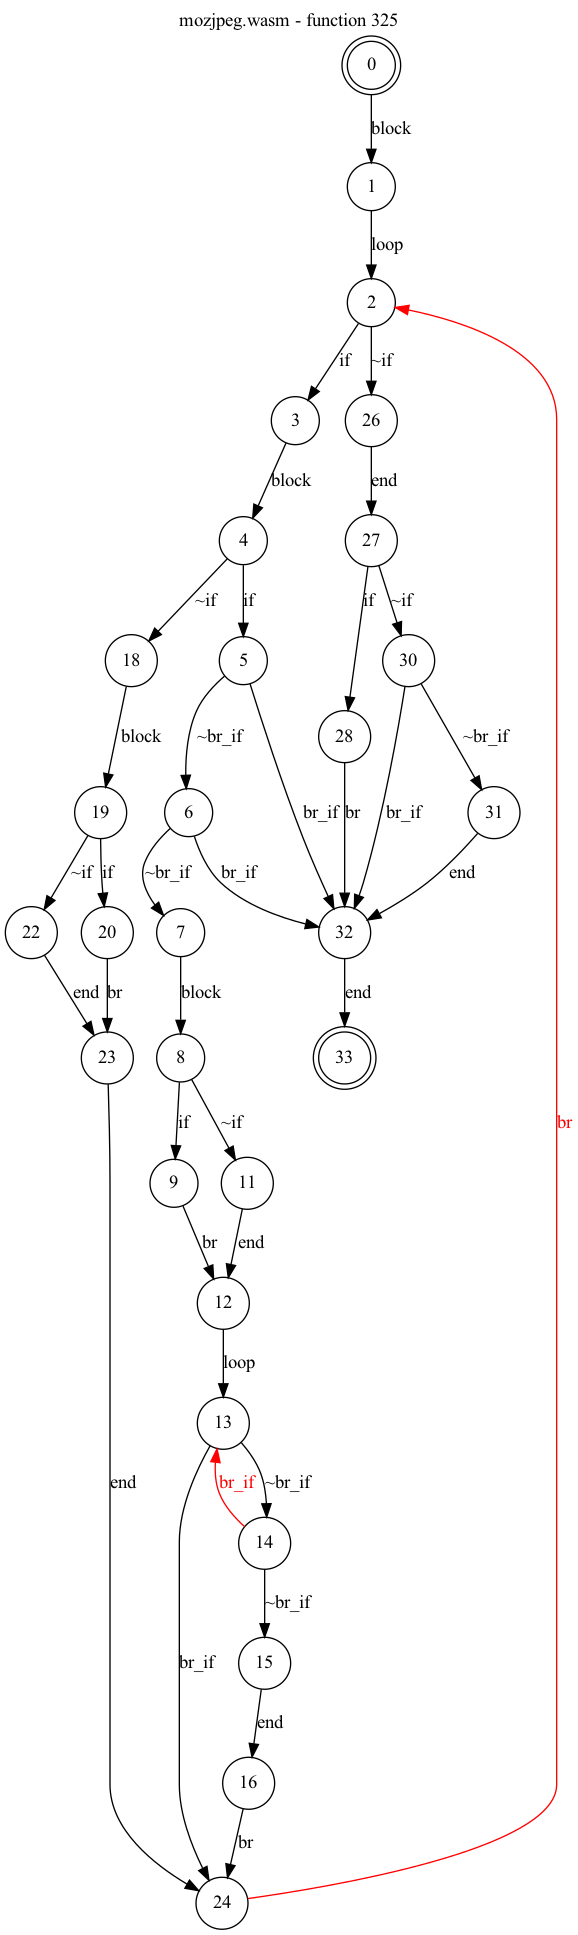 mozjpeg.wasm - function 325
0
block
1
loop
2
if
~if
3
26
block
end
4
27
~if
if
if
~if
18
5
30
block
~br_if
28
~br_if
19
6
br_if
br
br_if
31
~if
if
~br_if
br_if
end
22
20
7
32
end
br
block
end
23
8
33
if
~if
br
9
11
br
end
12
loop
13
end
br_if
~br_if
14
~br_if
br_if
15
end
16
br
24